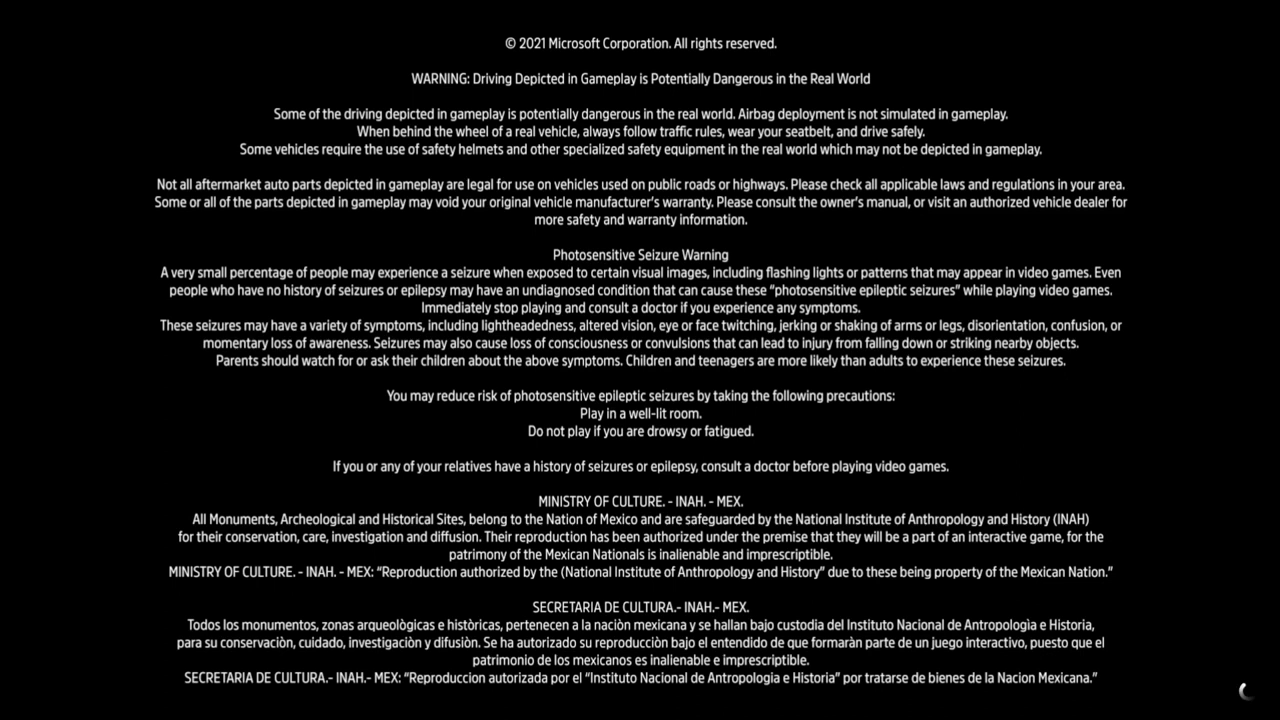 © 2021 Microsoft Corporation. All rights reserved.
WARNING: Driving Depicted in Gameplay is Potentially Dangerous in the Real World
Some of the driving depicted in gameplay is potentially dangerous in the real world. Airbag deployment is not simulated in gameplay.
When behind the wheel of a real vehicle, always follow traffic rules, wear your seatbelt, and drive safely.
Some vehicles require the use of safety helmets and other specialized safety equipment in the real world which may not be depicted in gameplay.
Not all aftermarket auto parts depicted in gameplay are legal for use on vehicles used on public roads or highways. Please check all applicable laws and regulations in your area.
Some or all of the parts depicted in gameplay may void your original vehicle manufacturer's warranty. Please consult the owner's manual, or visit an authorized vehicle dealer for
more safety and warranty information.
Photosensitive Seizure Warning
A very small percentage of people may experience a seizure when exposed to certain visual images, including flashing lights or patterns that may appear in video games. Even
people who have no history of seizures or epilepsy may have an undiagnosed condition that can cause these "photosensitive epileptic seizures" while playing video games.
Immediately stop playing and consult a doctor if you experience any symptoms.
These seizures may have a variety of symptoms, including lightheadedness, altered vision, eye or face twitching, jerking or shaking of arms or legs, disorientation, confusion, or
momentary loss of awareness. Seizures may also cause loss of consciousness or convulsions that can lead to injury from falling down or striking nearby objects.
Parents should watch for or ask their children about the above symptoms. Children and teenagers are more likely than adults to experience these seizures.
You may reduce risk of photosensitive epileptic seizures by taking the following precautions:
Play in a well-lit room.
Do not play if you are drowsy or fatigued.
If you or any of your relatives have a history of seizures or epilepsy, consult a doctor before playing video games.
MINISTRY OF CULTURE. - INAH. - MEX.
All Monuments, Archeological and Historical Sites, belong to the Nation of Mexico and are safeguarded by the National Institute of Anthropology and History (INAH)
for their conservation, care, investigation and diffusion. Their reproduction has been authorized under the premise that they will be a part of an interactive game, for the
patrimony of the Mexican Nationals is inalienable and imprescriptible.
MINISTRY OF CULTURE. - INAH. - MEX: "Reproduction authorized by the (National Institute of Anthropology and History" due to these being property of the Mexican Nation."
SECRETARIA DE CULTURA.- INAH.- MEX.
Todos los monumentos, zonas arqueològicas e històricas, pertenecen a la naciòn mexicana y se hallan bajo custodia del Instituto Nacional de Antropologia e Historia,
para su conservaciòn, cuidado, investigaciòn y difusiòn. Se ha autorizado su reproducciòn bajo el entendido de que formaràn parte de un juego interactivo, puesto que el
patrimonio de los mexicanos es inalienable e imprescriptible.
SECRETARIA DE CULTURA.- INAH.- MEX: "Reproduccion autorizada por el "Instituto Nacional de Antropologia e Historia" por tratarse de bienes de la Nacion Mexicana."